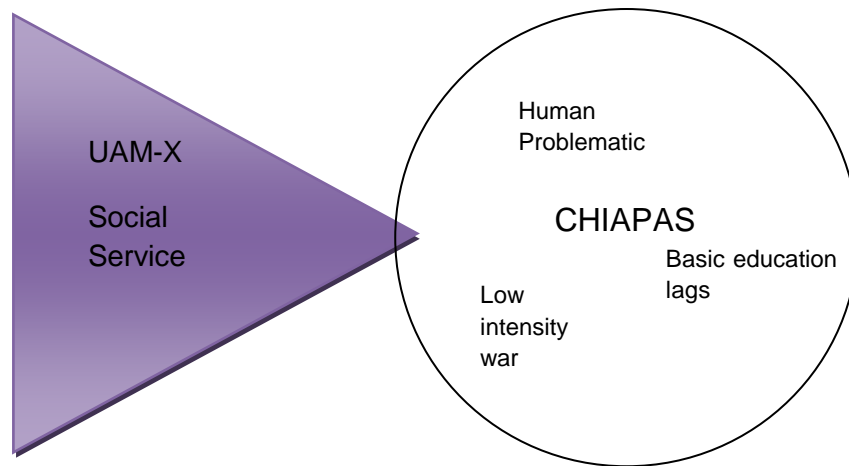 UAM-X
Social
Service
Human
Problematic
CHIAPAS
Basic education
lags
Low
intensity
war